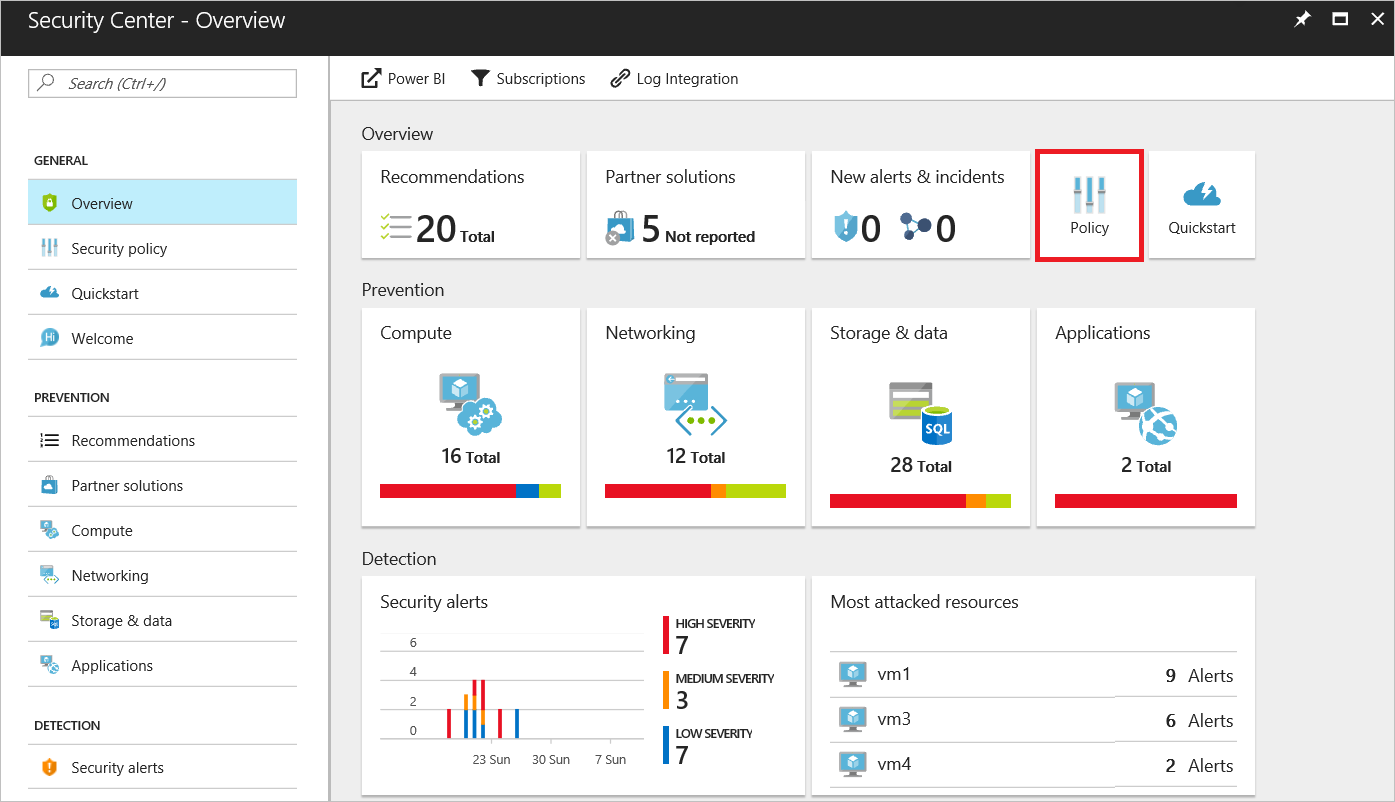 Security Center - Overview
Search (Ctrl+/)
GENERAL
Overview
Security policy
Quickstart
Welcome
PREVENTION
Recommendations
Partner solutions
Compute
Networking
Storage & data
Applications
DETECTION
Security alerts
Power BI Subscriptions Log Integration
Overview
Recommendations
20 Total
Partner solutions
5 Not reported
New alerts & incidents
0 0
Policy
Quickstart
Prevention
Compute
16 Total
Networking
12 Total
Storage & data
SQL
28 Total
Applications
2 Total
Detection
Security alerts
6
4
2
0
23 Sun 30 Sun 7 Sun
HIGH SEVERITY
7
MEDIUM SEVERITY
3
LOW SEVERITY
7
Most attacked resources
vm1 9 Alerts
vm3 6 Alerts
vm4 2 Alerts